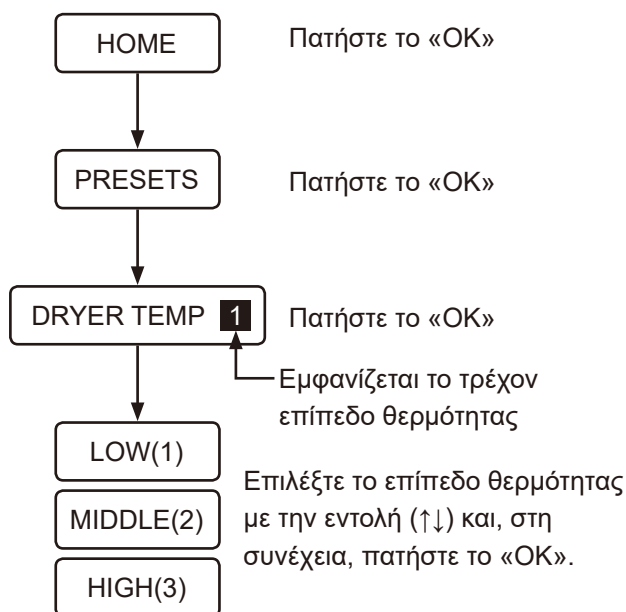 HOME
Πατήστε το «OK»
PRESETS
Πατήστε το «OK»
DRYER TEMP 1
Πατήστε το «OK»
Εμφανίζεται το τρέχον
επίπεδο θερμότητας
LOW(1)
MIDDLE(2)
HIGH(3)
Επιλέξτε το επίπεδο θερμότητας
με την εντολή (↑↓) και, στη
συνέχεια, πατήστε το «OK».